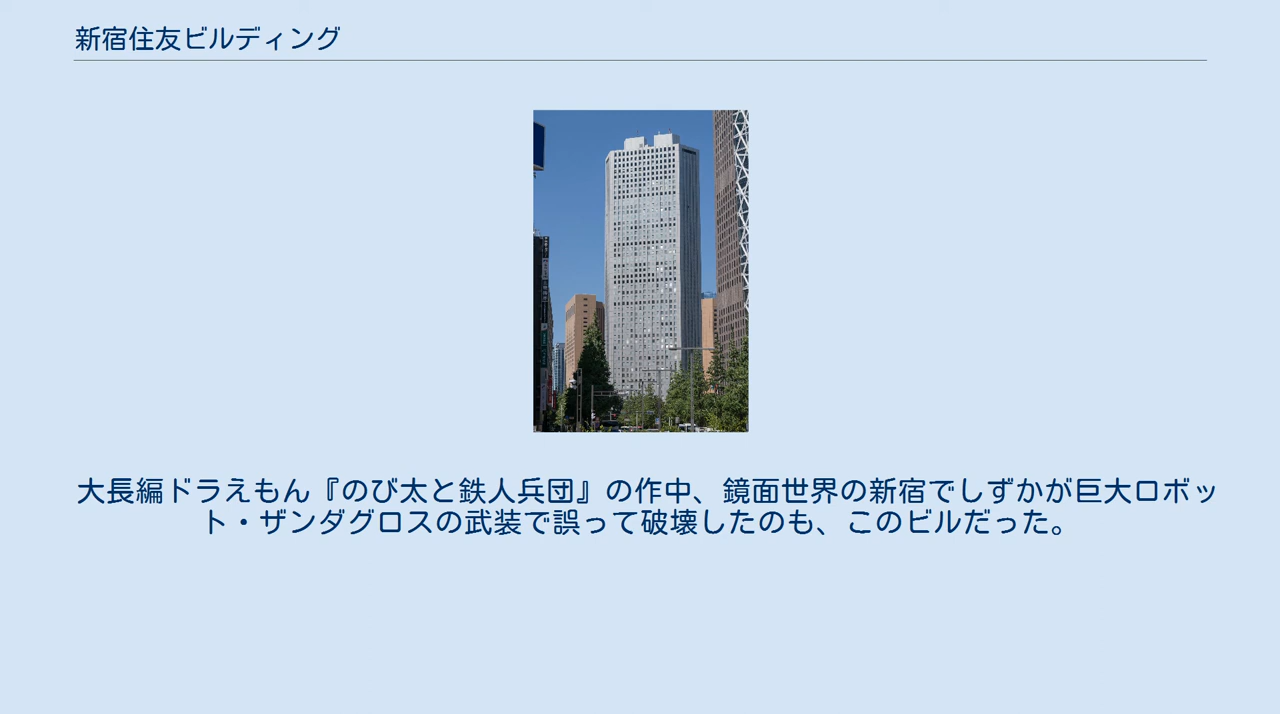 新宿住友ビルディング
大長編ドラえもん『のび太と鉄人兵団』の作中、鏡面世界の新宿でしずかが巨大ロボッ
ト・ザンダグロスの武装で誤って破壊したのも、このビルだった。